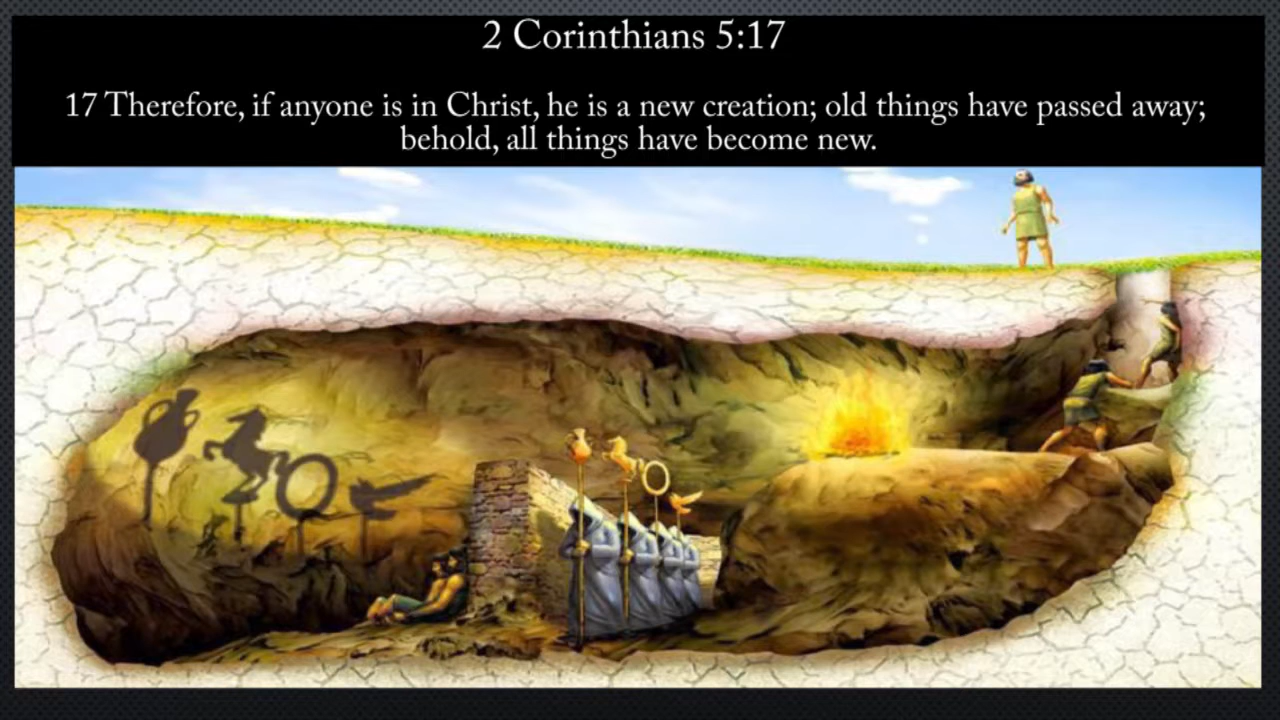 2 Corinthians 5:17
17 Therefore, if anyone is in Christ, he is a new creation; old things have passed away;
behold, all things have become new.